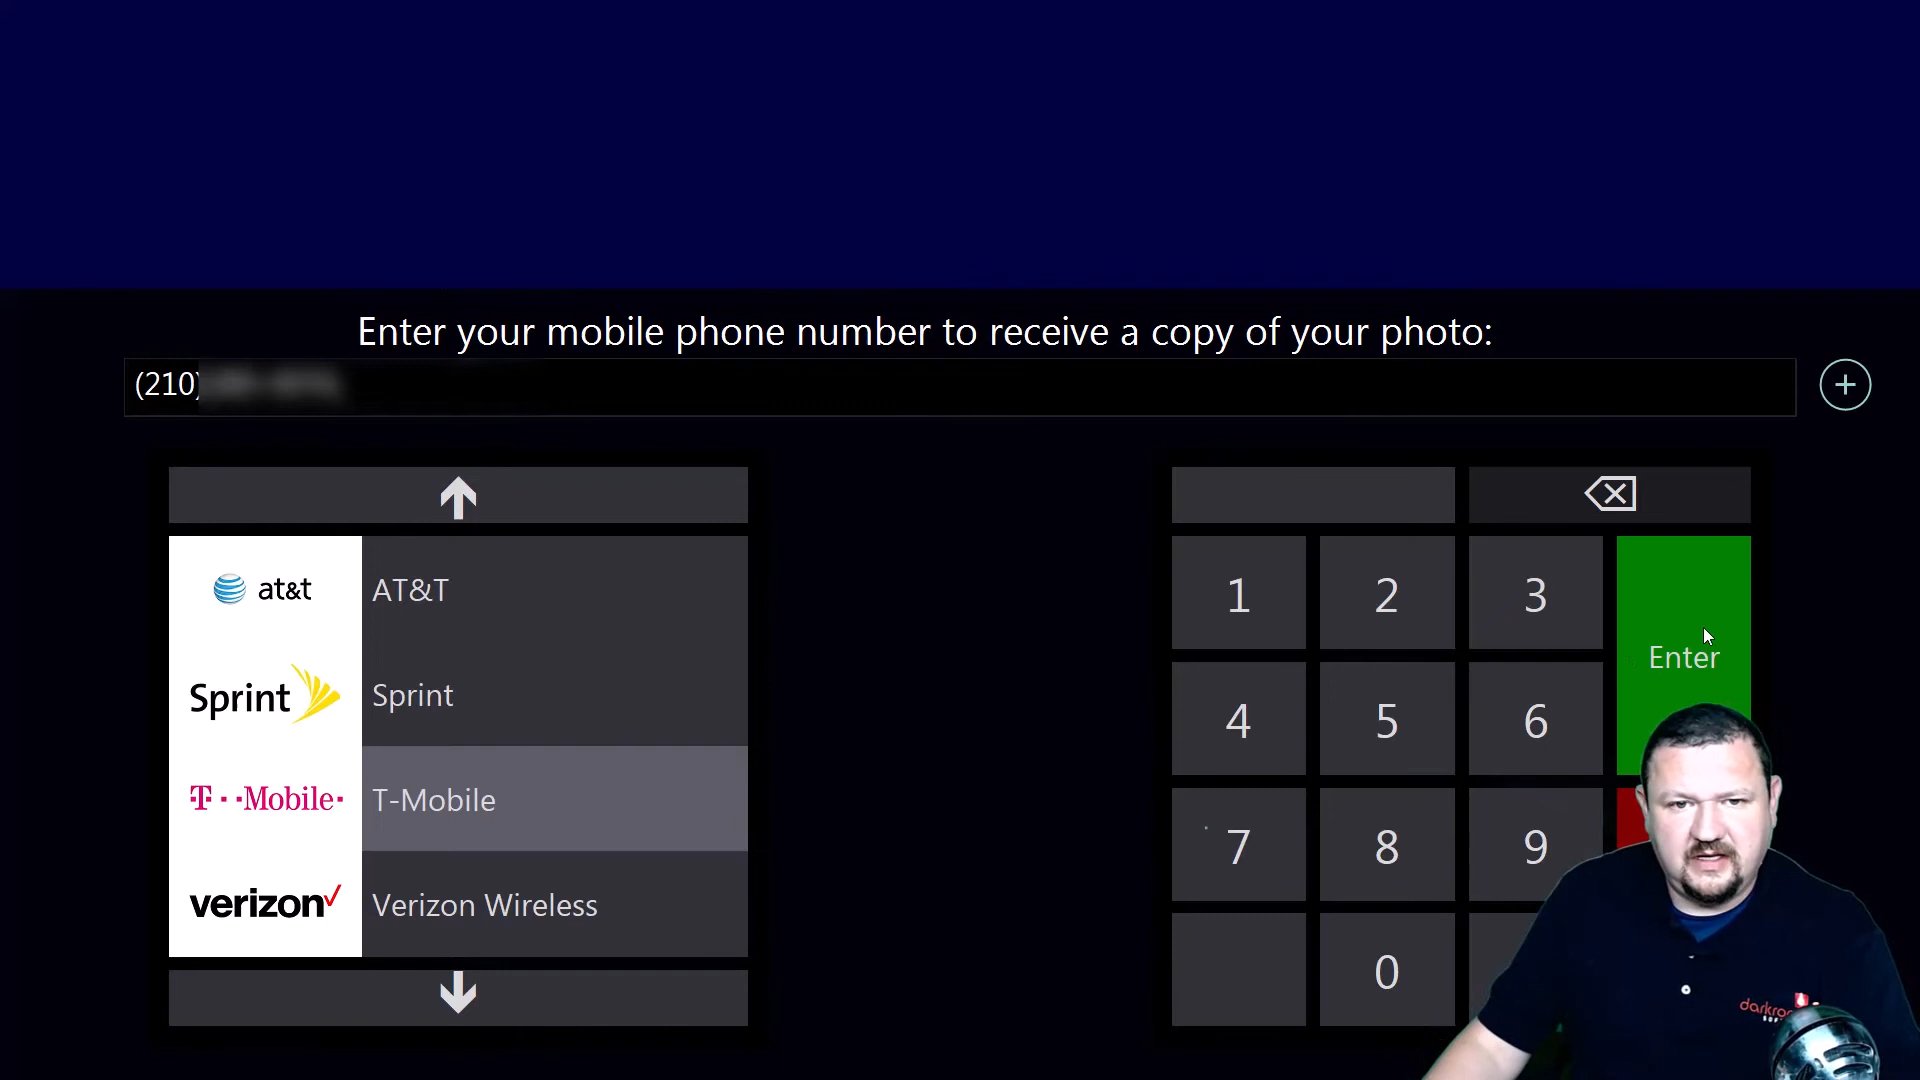 Enter your mobile phone number to receive a copy of your photo:
(210)
at&t AT&T
Sprint Sprint
T··Mobile· T-Mobile
verizon Verizon Wireless
1 2 3
Enter
4 5 6
7 8 9
0